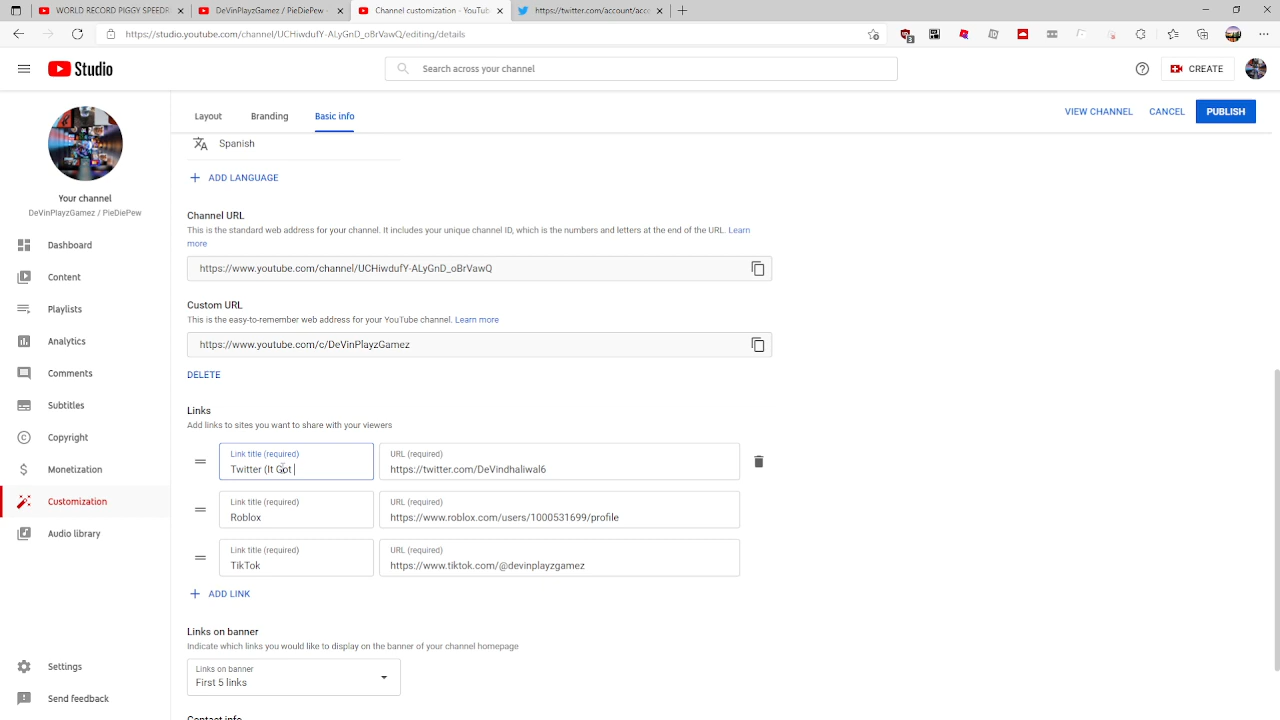 WORLD RECORD PIGGY SPEEDR
DeVinPlayzGamez / PieDiePew -
Channel customization - YouTub
https://twitter.com/account/acc
https://studio.youtube.com/channel/UCHiwdufY-ALyGnD_oBrVawQ/editing/details
3
Studio
Search across your channel
CREATE
Layout
Branding
Basic info
VIEW CHANNEL
CANCEL
PUBLISH
Your channel
DeVinPlayzGamez / PieDiePew
Dashboard
Content
Playlists
Analytics
Comments
Subtitles
Copyright
Monetization
Customization
Audio library
Settings
Send feedback
Spanish
ADD LANGUAGE
Channel URL
This is the standard web address for your channel. It includes your unique channel ID, which is the numbers and letters at the end of the URL. Learn
more
https://www.youtube.com/channel/UCHiwdufY-ALyGnD_oBrVawQ
Custom URL
This is the easy-to-remember web address for your YouTube channel. Learn more
https://www.youtube.com/c/DeVinPlayzGamez
DELETE
Links
Add links to sites you want to share with your viewers
Link title (required)
Twitter (It Got
URL (required)
https://twitter.com/DeVindhaliwal6
Link title (required)
Roblox
URL (required)
https://www.roblox.com/users/1000531699/profile
Link title (required)
TikTok
URL (required)
https://www.tiktok.com/@devinplayzgamez
ADD LINK
Links on banner
Indicate which links you would like to display on the banner of your channel homepage
Links on banner
First 5 links
Contact info